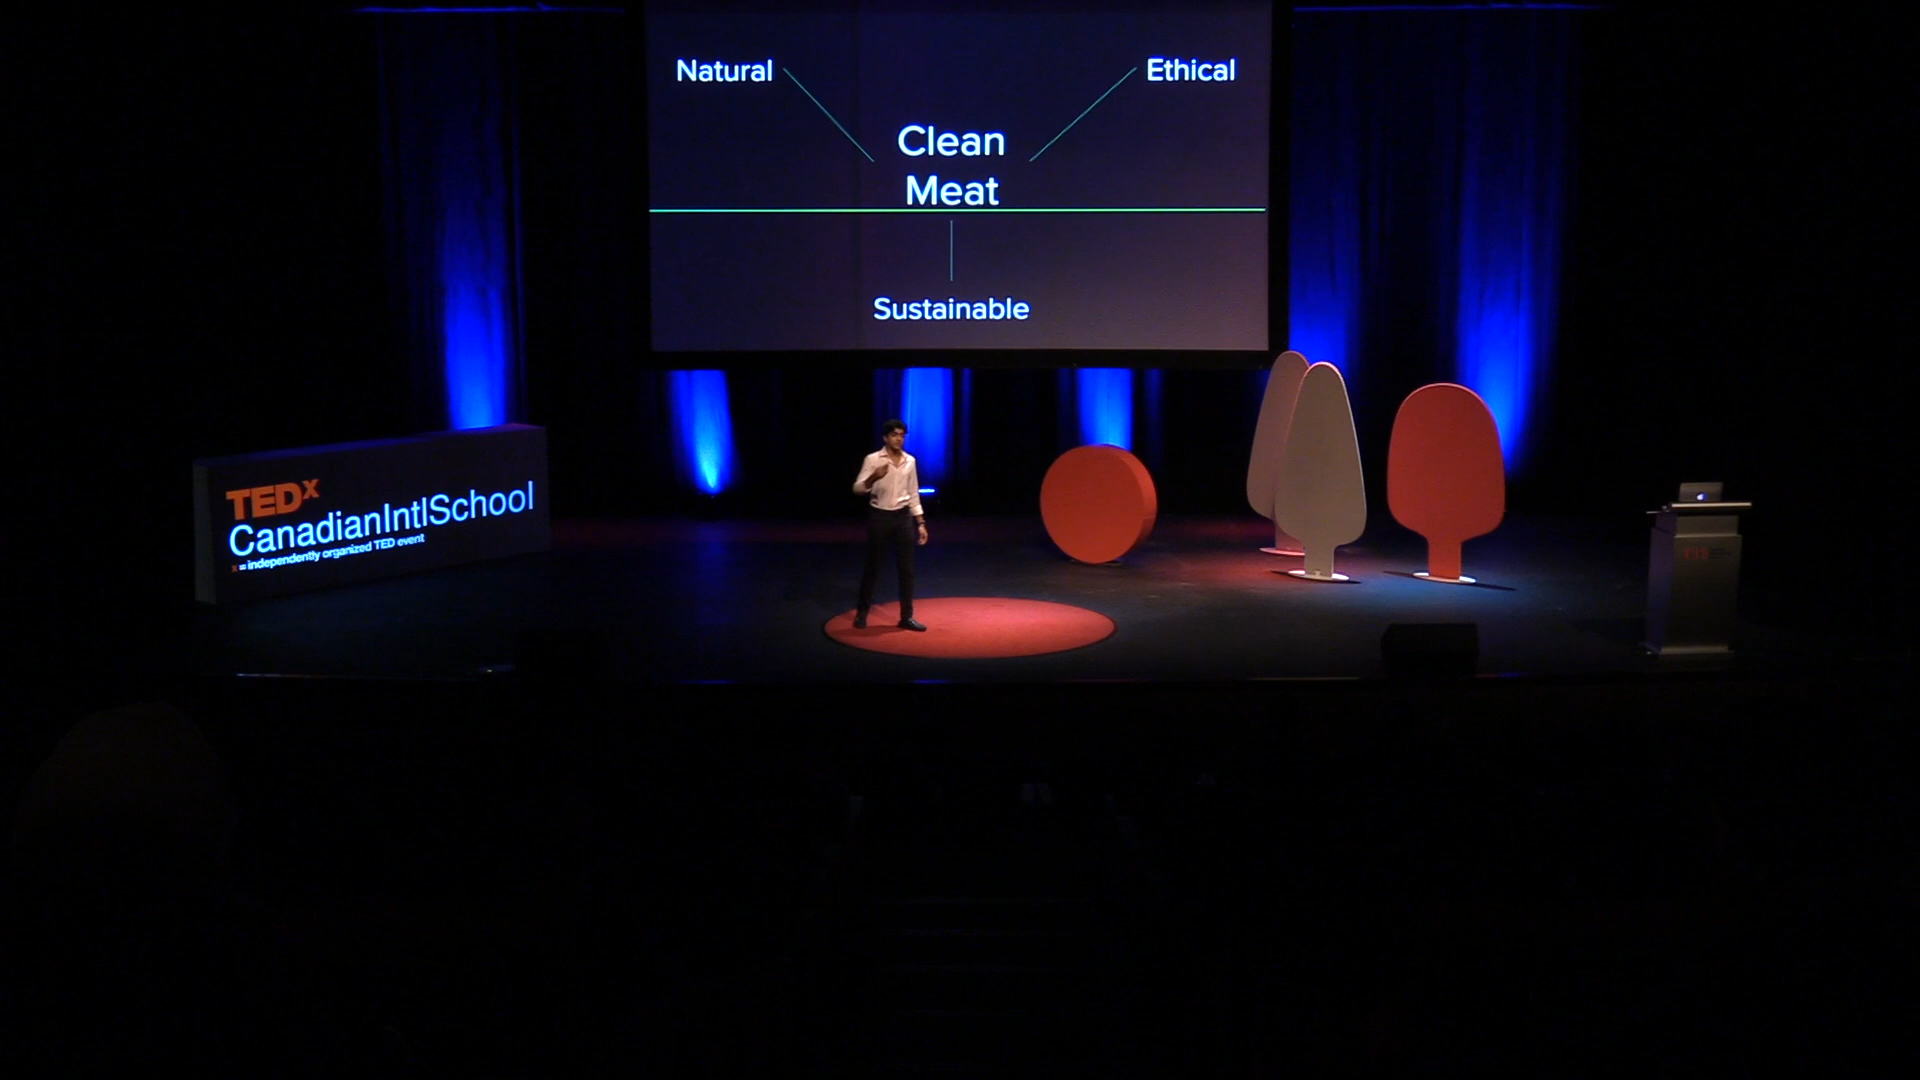 Natural
Ethical
Clean
Meat
Sustainable
TEDx
CanadianIntlSchool
x = independently organized TED event